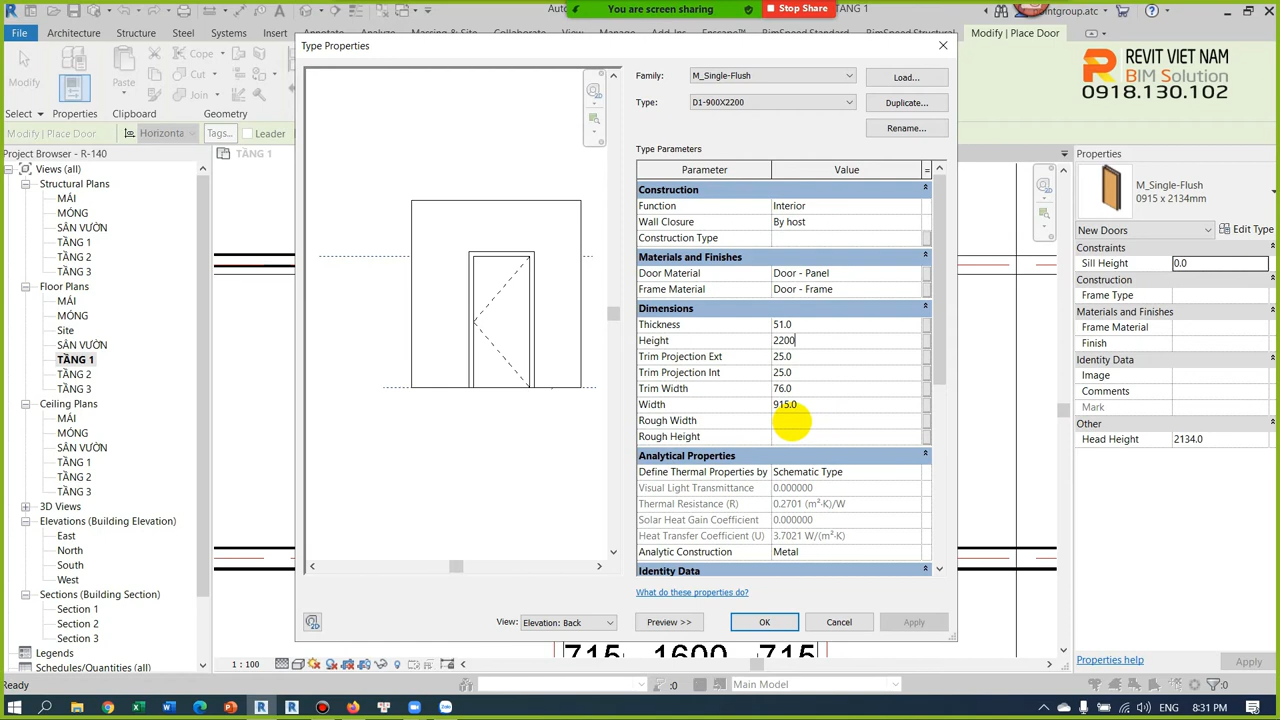 You are screen sharing
Stop Share
TẦNG 1
File
Architecture
Structure
Steel
Systems
Insert
Modify | Place Door
Modify
Paste
Cope
Cut
Join
Select
Properties
Clipboard
Geometry
REVIT VIET NAM
BIM Solution
0918.130.102
Modify | Place Door
Horizonta
Tags...
Leader
Project Browser - R-140
Views (all)
Structural Plans
MÁI
MÓNG
SÂN VƯỜN
TẦNG 1
TẦNG 2
TẦNG 3
Floor Plans
MÁI
MÓNG
Site
SÂN VƯỜN
TẦNG 1
TẦNG 2
TẦNG 3
Ceiling Plans
MÁI
MÓNG
SÂN VƯỜN
TẦNG 1
TẦNG 2
TẦNG 3
3D Views
Elevations (Building Elevation)
East
North
South
West
Sections (Building Section)
Section 1
Section 2
Section 3
Legends
Schedules/Quantities (all)
TẦNG 1
Type Properties
Family: M_Single-Flush Load...
Type: D1-900X2200 Duplicate...
Rename...
Type Parameters
Parameter Value =
Construction
Function Interior
Wall Closure By host
Construction Type
Materials and Finishes
Door Material Door - Panel
Frame Material Door - Frame
Dimensions
Thickness 51.0
Height 2200
Trim Projection Ext 25.0
Trim Projection Int 25.0
Trim Width 76.0
Width 915.0
Rough Width
Rough Height
Analytical Properties
Define Thermal Properties by Schematic Type
Visual Light Transmittance 0.000000
Thermal Resistance (R) 0.2701 (m²·K)/W
Solar Heat Gain Coefficient 0.000000
Heat Transfer Coefficient (U) 3.7021 W/(m²·K)
Analytic Construction Metal
Identity Data
What do these properties do?
View: Elevation: Back Preview >> OK Cancel Apply
715 1600 715
Properties
M_Single-Flush
0915 x 2134mm
New Doors Edit Type
Constraints
Sill Height 0.0
Construction
Frame Type
Materials and Finishes
Frame Material
Finish
Identity Data
Image
Comments
Mark
Other
Head Height 2134.0
Properties help Apply
1 : 100
Ready
:0
Main Model
:0
8:31 PM